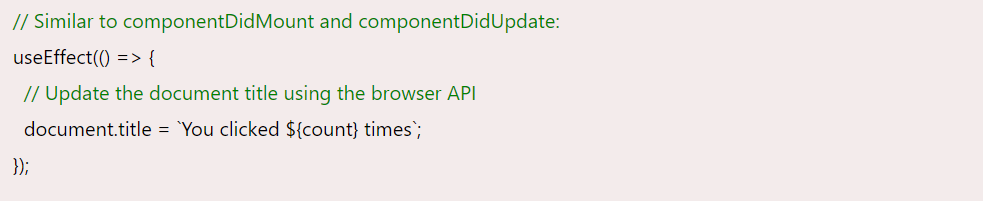 // Similar to componentDidMount and componentDidUpdate:
useEffect(() => {
  // Update the document title using the browser API
  document.title = `You clicked ${count} times`;
});